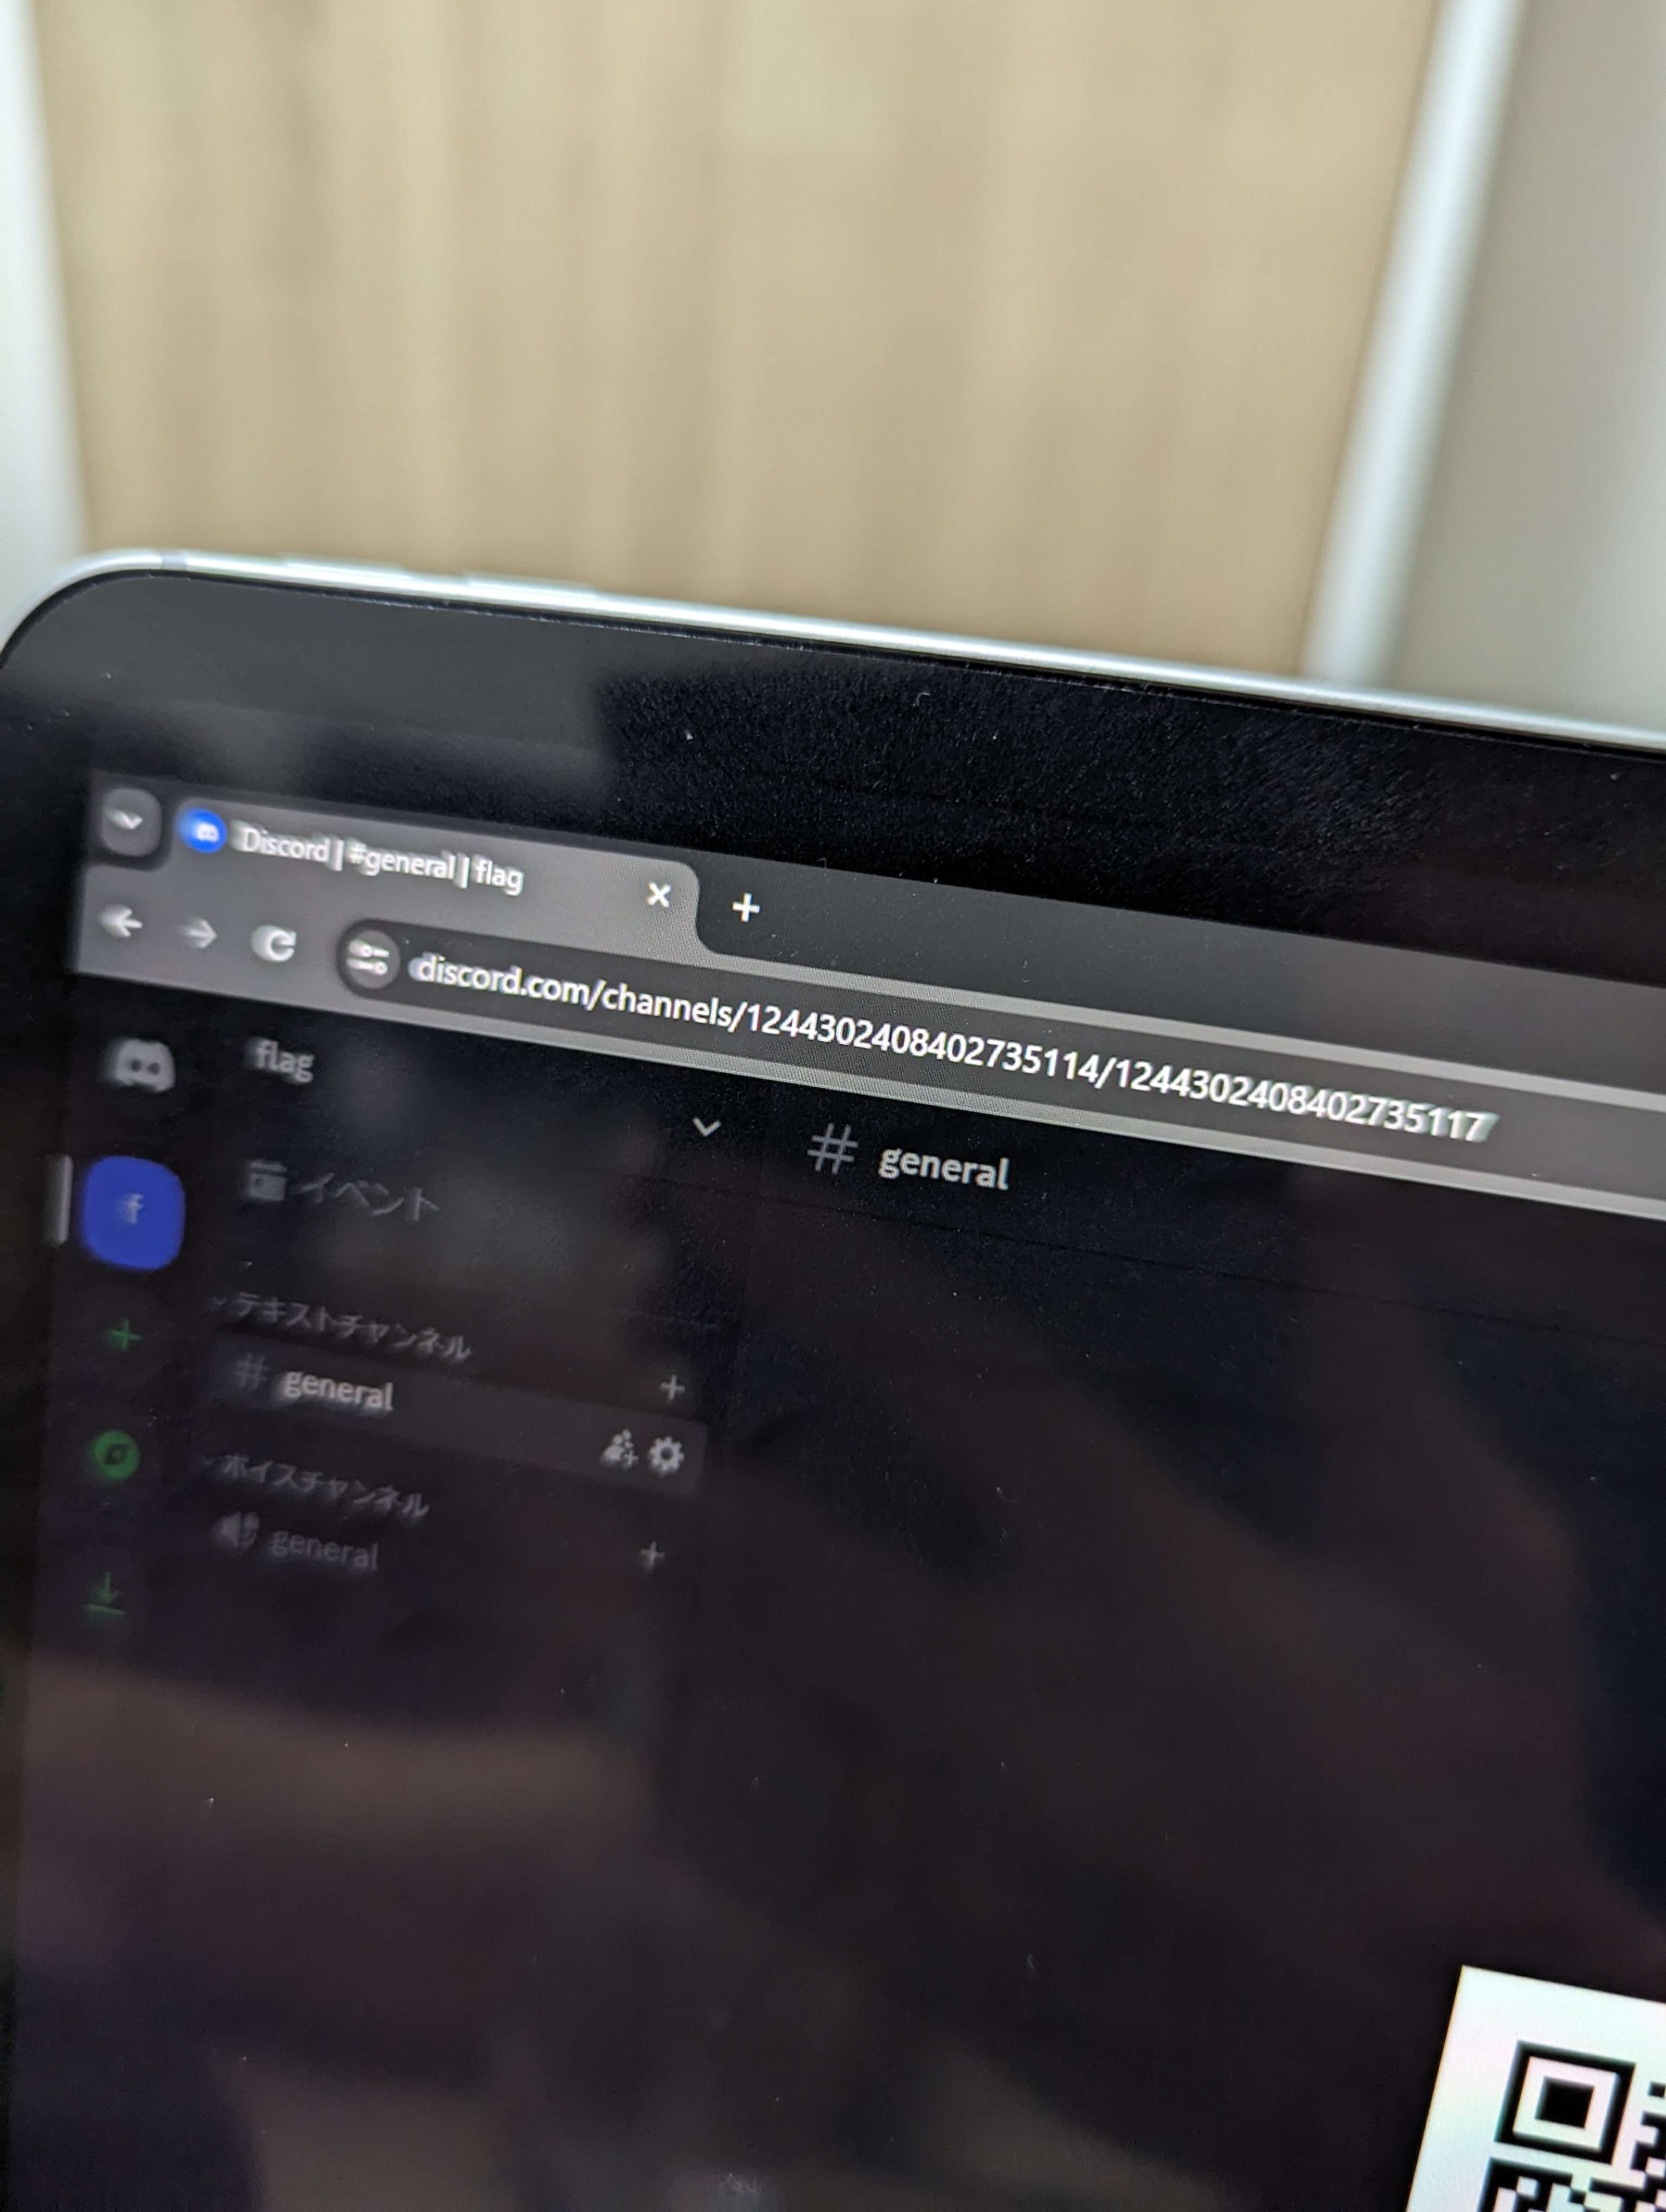 Discord | #general | flag
discord.com/channels/1244302408402735114/1244302408402735117
flag
# general
イベント
f
テキストチャンネル
# general
ボイスチャンネル
general